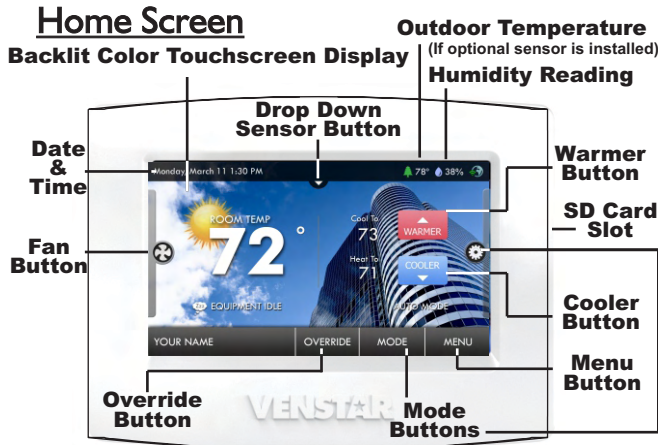 Home Screen
Backlit Color Touchscreen Display
Outdoor Temperature
(If optional sensor is installed)
Humidity Reading
Drop Down
Sensor Button
Date
&
Time
Warmer
Button
SD Card
Slot
Fan
Button
Cooler
Button
Menu
Button
Override
Button
Mode
Buttons
Monday, March 11 1:30 PM
78°
38%
ROOM TEMP
72°
Cool To
73
WARMER
Heat To
71
COOLER
EQUIPMENT IDLE
AUTO MODE
YOUR NAME
OVERRIDE
MODE
MENU
VENSTAR